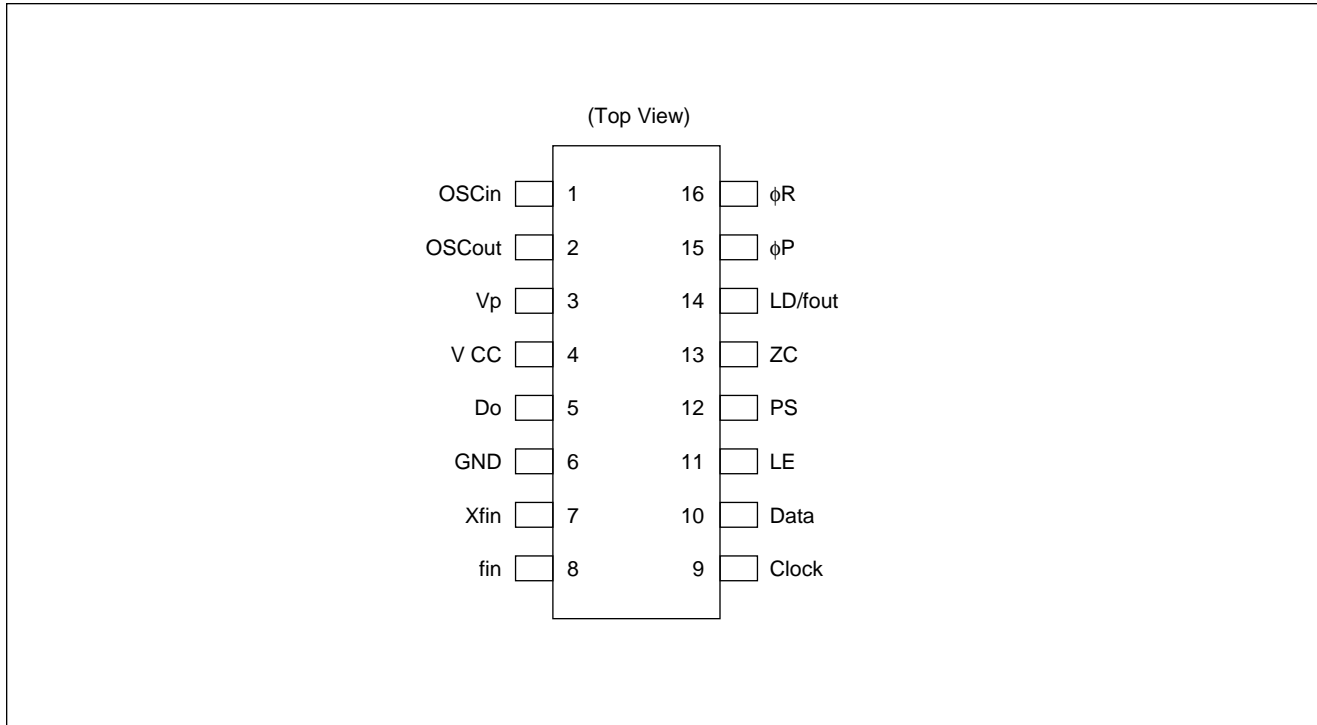 (Top View)
OSCin 1 16 ϕR
OSCout 2 15 ϕP
Vp 3 14 LD/fout
V CC 4 13 ZC
Do 5 12 PS
GND 6 11 LE
Xfin 7 10 Data
fin 8 9 Clock